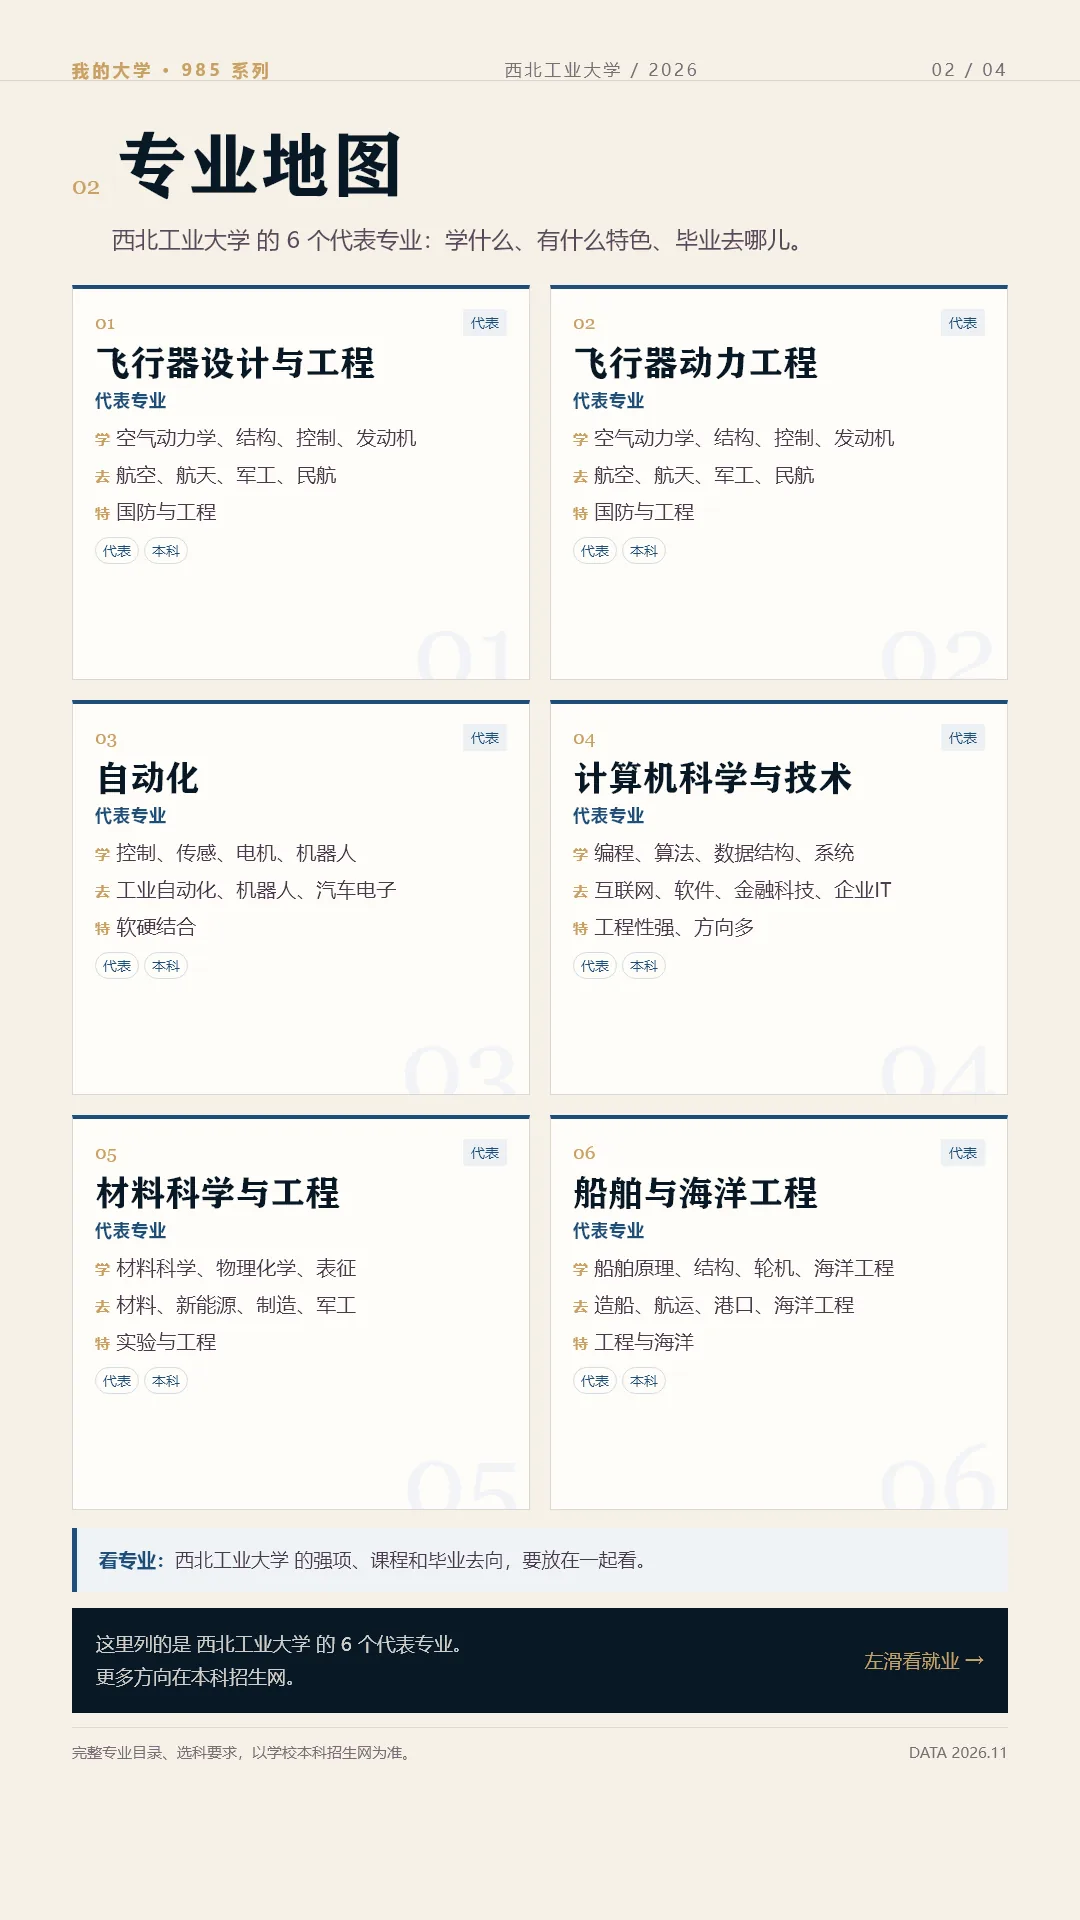 我的大学 • 985 系列
西北工业大学 / 2026
02 / 04
02 专业地图
西北工业大学 的 6 个代表专业：学什么、有什么特色、毕业去哪儿。
01
代表
飞行器设计与工程
代表专业
学 空气动力学、结构、控制、发动机
去 航空、航天、军工、民航
特 国防与工程
代表 本科
01
02
代表
飞行器动力工程
代表专业
学 空气动力学、结构、控制、发动机
去 航空、航天、军工、民航
特 国防与工程
代表 本科
02
03
代表
自动化
代表专业
学 控制、传感、电机、机器人
去 工业自动化、机器人、汽车电子
特 软硬结合
代表 本科
03
04
代表
计算机科学与技术
代表专业
学 编程、算法、数据结构、系统
去 互联网、软件、金融科技、企业IT
特 工程性强、方向多
代表 本科
04
05
代表
材料科学与工程
代表专业
学 材料科学、物理化学、表征
去 材料、新能源、制造、军工
特 实验与工程
代表 本科
05
06
代表
船舶与海洋工程
代表专业
学 船舶原理、结构、轮机、海洋工程
去 造船、航运、港口、海洋工程
特 工程与海洋
代表 本科
06
看专业：西北工业大学 的强项、课程和毕业去向，要放在一起看。
这里列的是 西北工业大学 的 6 个代表专业。
更多方向在本科招生网。
左滑看就业 →
完整专业目录、选科要求，以学校本科招生网为准。
DATA 2026.11